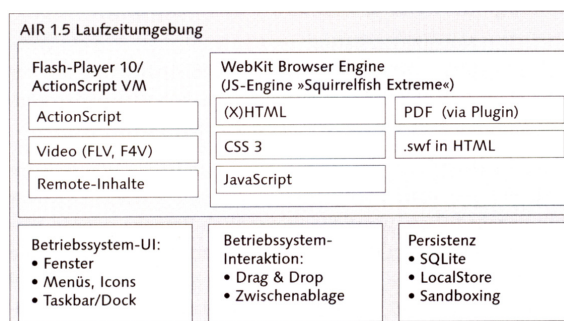 AIR 1.5 Laufzeitumgebung
Flash-Player 10/
ActionScript VM
ActionScript
Video (FLV, F4V)
Remote-Inhalte
WebKit Browser Engine
(JS-Engine »Squirrelfish Extreme«)
(X)HTML
PDF (via Plugin)
CSS 3
.swf in HTML
JavaScript
Betriebssystem-UI:
• Fenster
• Menüs, Icons
• Taskbar/Dock
Betriebssystem-
Interaktion:
• Drag & Drop
• Zwischenablage
Persistenz
• SQLite
• LocalStore
• Sandboxing